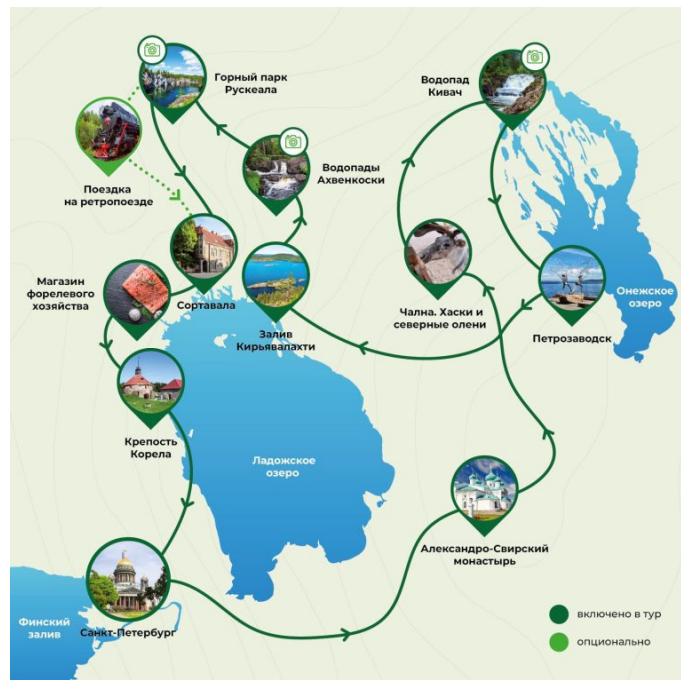 Горный парк
Рускеала
Водопад
Кивач
Водопады
Ахвенкоски
Поездка
на ретропоезде
Магазин
форелевого
хозяйства
Сортавала
Залив
Кирьявалахти
Чална. Хаски и
северные олени
Петрозаводск
Онежское
озеро
Крепость
Корела
Ладожское
озеро
Александро-Свирский
монастырь
Финский
залив
Санкт-Петербург
включено в тур
опционально